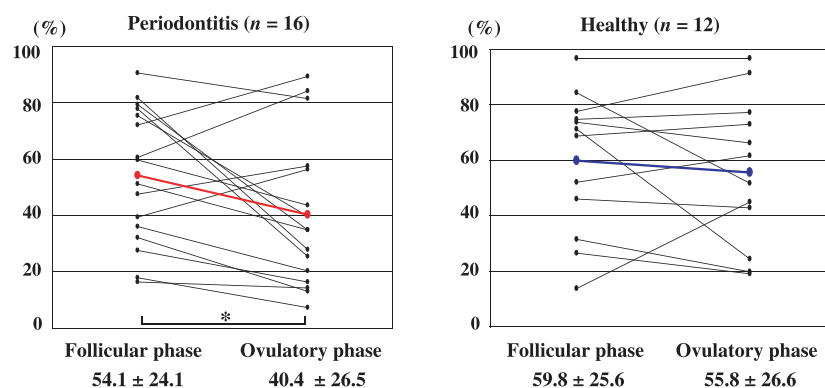 Periodontitis (n = 16)
(%)
100
80
60
40
20
0
*
Follicular phase Ovulatory phase
54.1 ± 24.1 40.4 ± 26.5
Healthy (n = 12)
(%)
100
80
60
40
20
0
Follicular phase Ovulatory phase
59.8 ± 25.6 55.8 ± 26.6